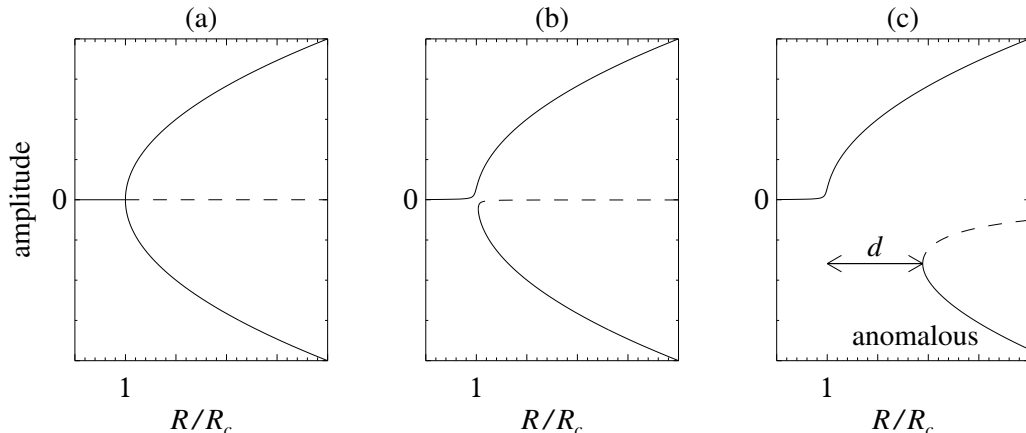 (a) (b) (c)
amplitude
0 0 0
d
anomalous
1 1 1
R/R_c R/R_c R/R_c